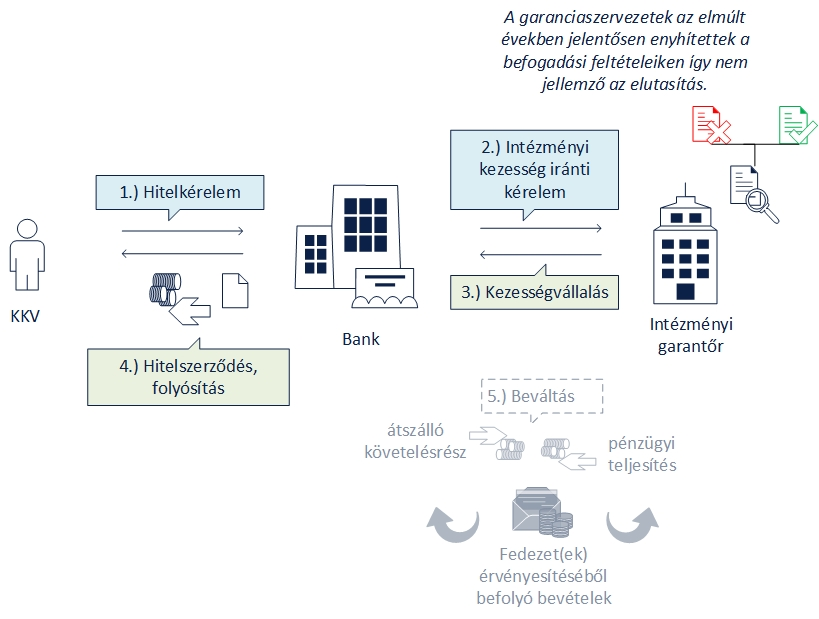 A garanciaszervezetek az elmúlt
években jelentősen enyhítettek a
befogadási feltételeiken így nem
jellemző az elutasítás.
1.) Hitelkérelem
2.) Intézményi
kezesség iránti
kérelem
KKV
Bank
3.) Kezességvállalás
Intézményi
garantőr
4.) Hitelszerződés,
folyósítás
5.) Beváltás
átszálló
követelésrész
pénzügyi
teljesítés
Fedezet(ek)
érvényesítéséből
befolyó bevételek